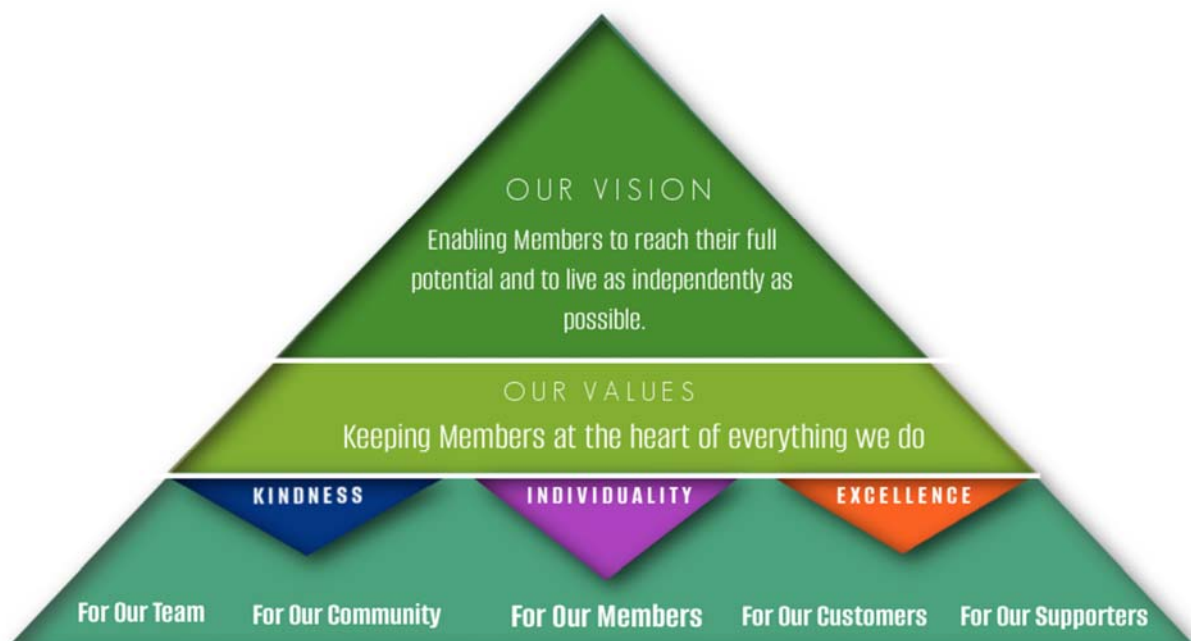 OUR VISION
Enabling Members to reach their full
potential and to live as independently as
possible.
OUR VALUES
Keeping Members at the heart of everything we do
KINDNESS INDIVIDUALITY EXCELLENCE
For Our Team For Our Community For Our Members For Our Customers For Our Supporters